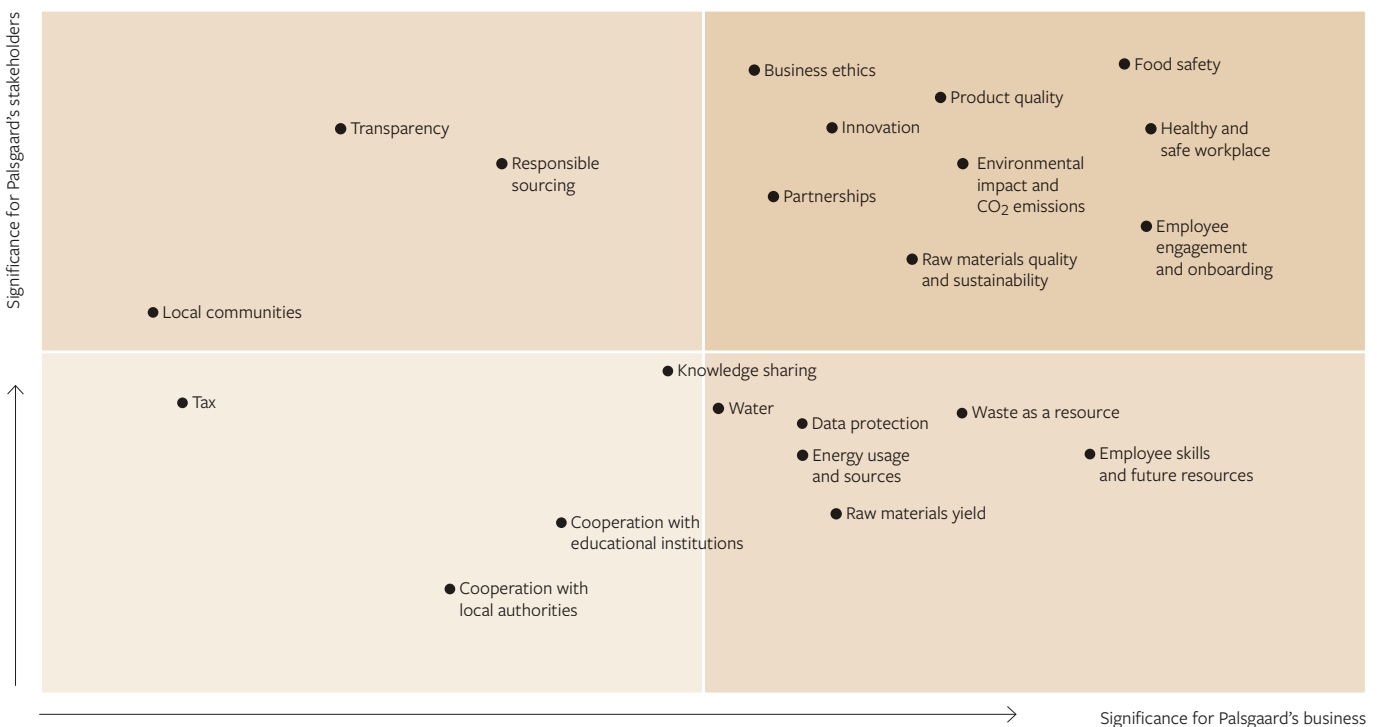 Significance for Palsgaard's stakeholders
Business ethics
Food safety
Product quality
Transparency
Innovation
Healthy and
safe workplace
Responsible
sourcing
Environmental
impact and
CO2 emissions
Partnerships
Employee
engagement
and onboarding
Raw materials quality
and sustainability
Local communities
Knowledge sharing
Tax
Water
Data protection
Waste as a resource
Energy usage
and sources
Employee skills
and future resources
Raw materials yield
Cooperation with
educational institutions
Cooperation with
local authorities
Significance for Palsgaard's business